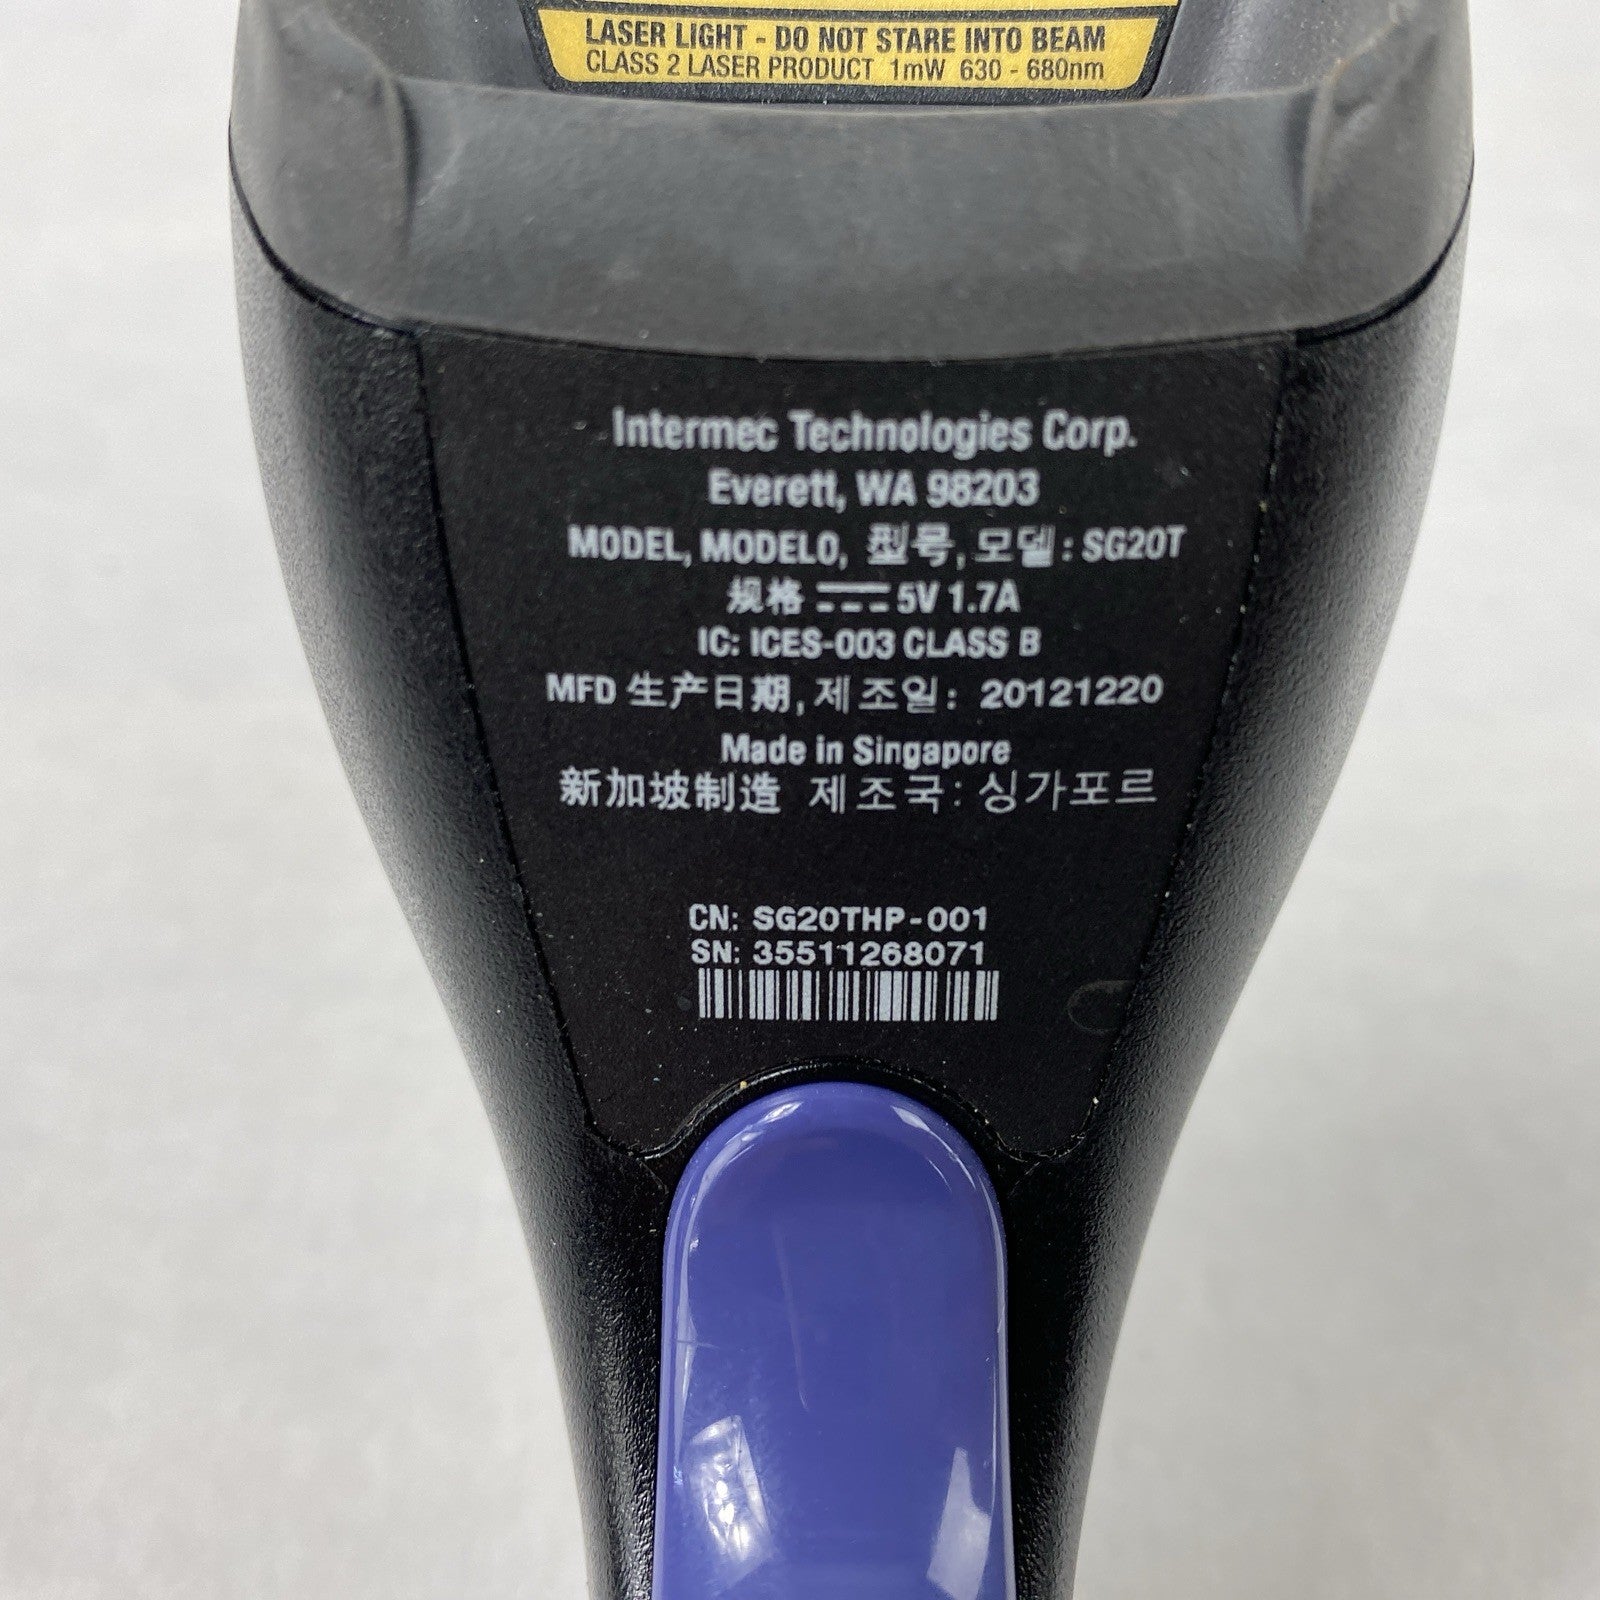 LASER LIGHT - DO NOT STARE INTO BEAM
CLASS 2 LASER PRODUCT 1mW 630 - 680nm
Intermec Technologies Corp.
Everett, WA 98203
MODEL, MODELO, 型号, 모델: SG20T
规格 5V 1.7A
IC: ICES-003 CLASS B
MFD 生产日期, 제조일: 20121220
Made in Singapore
新加坡制造 제조국: 싱가포르
CN: SG20THP-001
SN: 35511268071